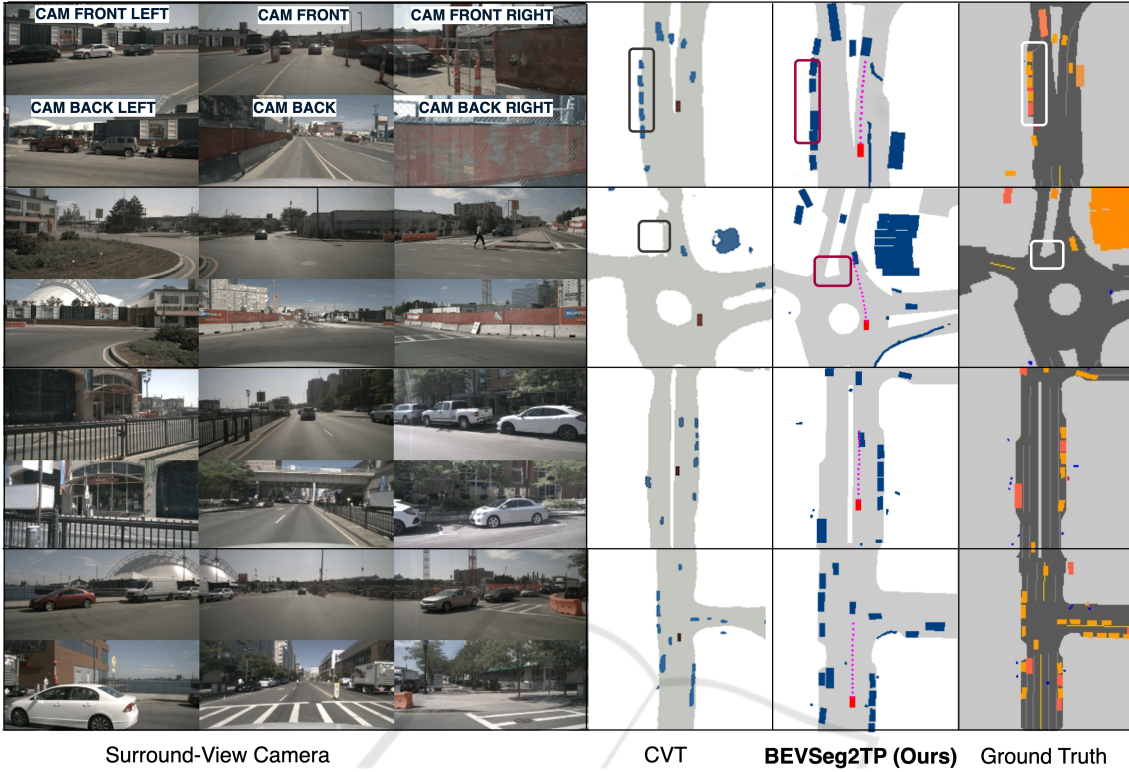 CAM FRONT LEFT
CAM FRONT
CAM FRONT RIGHT
CAM BACK LEFT
CAM BACK
CAM BACK RIGHT
Surround-View Camera
CVT
BEVSeg2TP (Ours)
Ground Truth